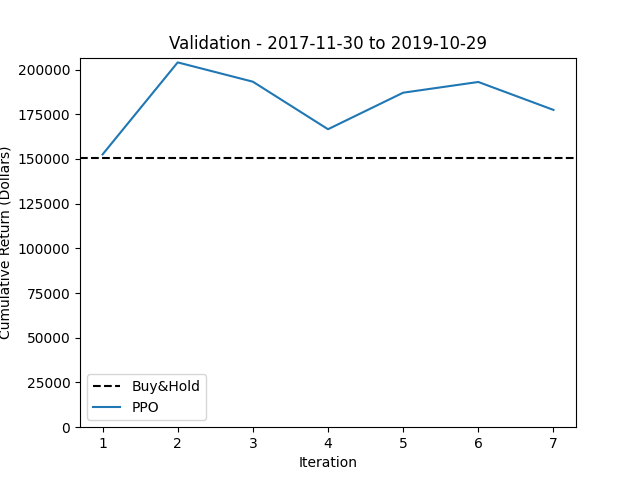 Validation - 2017-11-30 to 2019-10-29
Cumulative Return (Dollars)
200000
175000
150000
125000
100000
75000
50000
25000
0
Buy&Hold
PPO
1 2 3 4 5 6 7
Iteration